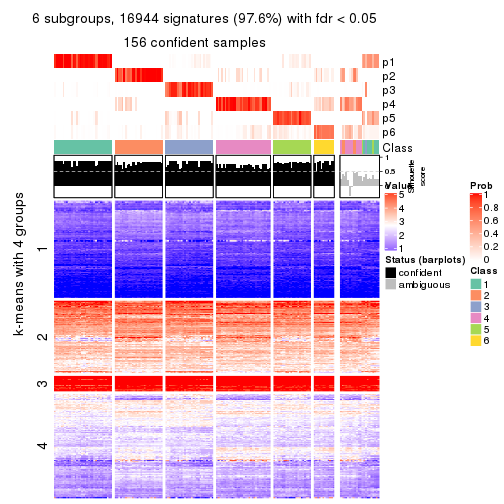 6 subgroups, 16944 signatures (97.6%) with fdr < 0.05
156 confident samples
p1
p2
p3
p4
p5
p6
Class
1
0.5
0
Silhouette
score
k-means with 4 groups
1
2
3
4
Value
5
4
3
2
1
Status (barplots)
confident
ambiguous
Prob
1
0.8
0.6
0.4
0.2
0
Class
1
2
3
4
5
6